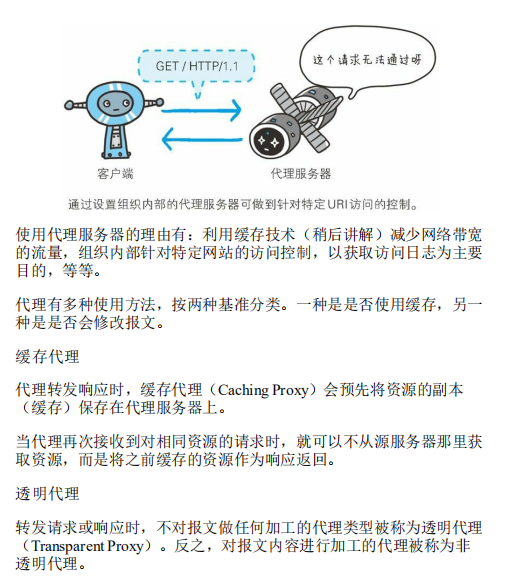 GET / HTTP/1.1
这个请求无法通过呀
客户端
代理服务器
通过设置组织内部的代理服务器可做到针对特定URI访问的控制。
使用代理服务器的理由有：利用缓存技术（稍后讲解）减少网络带宽
的流量，组织内部针对特定网站的访问控制，以获取访问日志为主要
目的，等等。
代理有多种使用方法，按两种基准分类。一种是是否使用缓存，另一
种是是否会修改报文。
缓存代理
代理转发响应时，缓存代理（Caching Proxy）会预先将资源的副本
（缓存）保存在代理服务器上。
当代理再次接收到对相同资源的请求时，就可以不从源服务器那里获
取资源，而是将之前缓存的资源作为响应返回。
透明代理
转发请求或响应时，不对报文做任何加工的代理类型被称为透明代理
（Transparent Proxy）。反之，对报文内容进行加工的代理被称为非
透明代理。